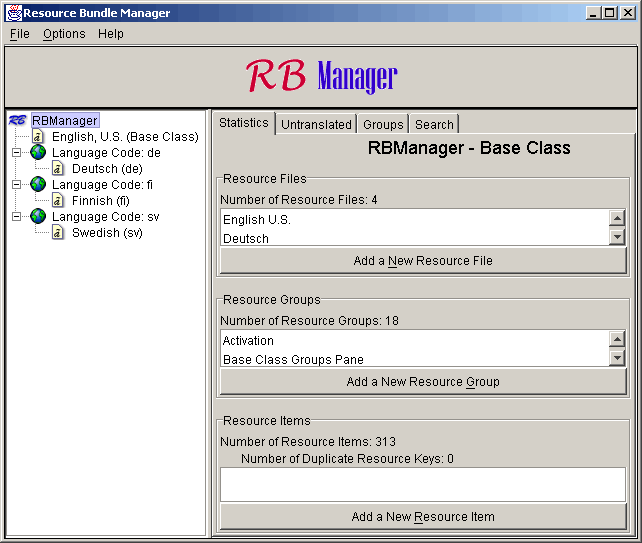 Resource Bundle Manager
File Options Help
RB Manager
RB RBManager
a English, U.S. (Base Class)
Language Code: de
a Deutsch (de)
Language Code: fi
a Finnish (fi)
Language Code: sv
a Swedish (sv)
Statistics Untranslated Groups Search
RBManager - Base Class
Resource Files
Number of Resource Files: 4
English U.S.
Deutsch
Add a New Resource File
Resource Groups
Number of Resource Groups: 18
Activation
Base Class Groups Pane
Add a New Resource Group
Resource Items
Number of Resource Items: 313
Number of Duplicate Resource Keys: 0
Add a New Resource Item